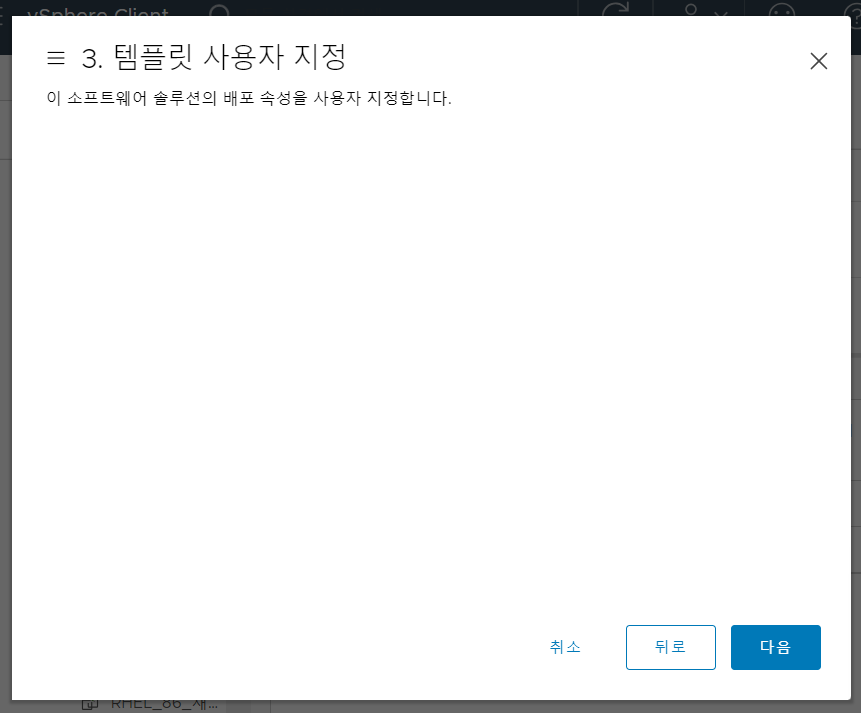 vSphere Client
3. 템플릿 사용자 지정
이 소프트웨어 솔루션의 배포 속성을 사용자 지정합니다.
취소
뒤로
다음
RHEL_86_새...